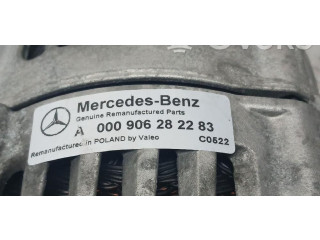 Mercedes-Benz
Genuine Remanufactured Parts
A 000 906 28 22 83
Remanufactured in POLAND by Valeo C0522